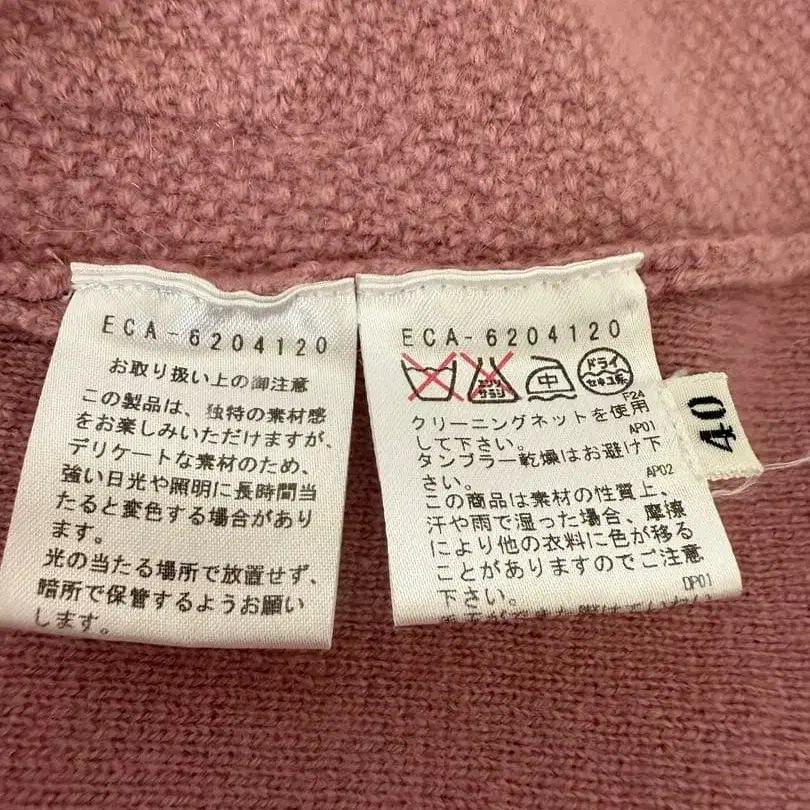 ECA-6204120
お取り扱い上の御注意
この製品は、独特の素材感
をお楽しみいただけますが、
デリケートな素材のため、
強い日光や照明に長時間当
たると変色する場合があり
ます。
光の当たる場所で放置せず、
暗所で保管するようお願い
します。
ECA-6204120
エンソ
サラシ
中
ドライ
セキユ系
F2A
クリーニングネットを使用
して下さい。
AP01
タンブラー乾燥はお避け下
さい。
AP02
この商品は素材の性質上、
汗や雨で湿った場合、摩擦
により他の衣料に色が移る
ことがありますのでご注意
下さい。
DP01
40